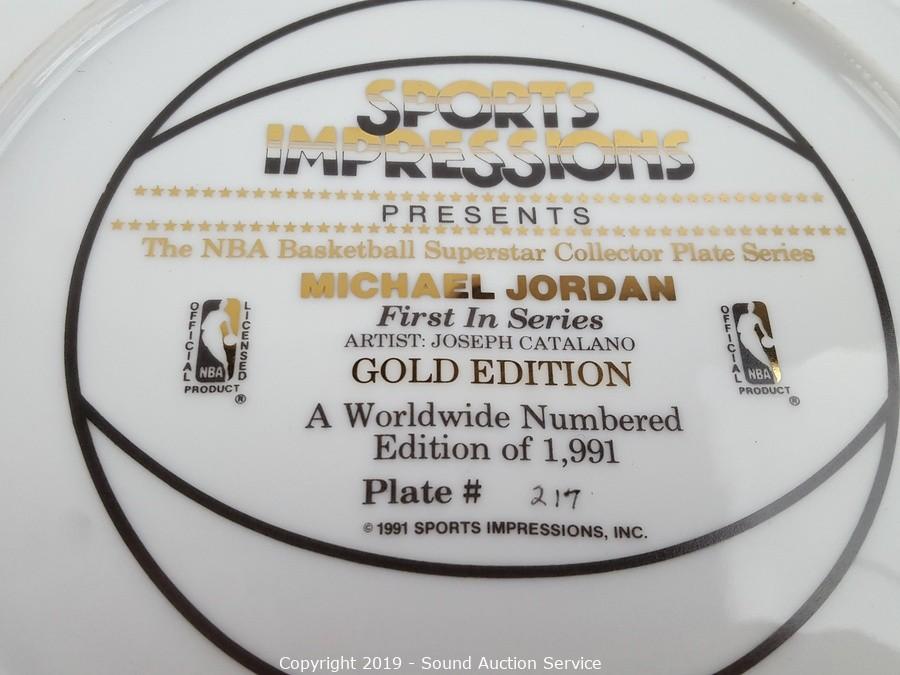 SPORTS
IMPRESSIONS
PRESENTS
The NBA Basketball Superstar Collector Plate Series
MICHAEL JORDAN
First In Series
ARTIST: JOSEPH CATALANO
GOLD EDITION
OFFICIAL LICENSED
NBA
PRODUCT ®
OFFICIAL
NBA
PRODUCT ®
A Worldwide Numbered
Edition of 1,991
Plate # 217
© 1991 SPORTS IMPRESSIONS, INC.
Copyright 2019 - Sound Auction Service